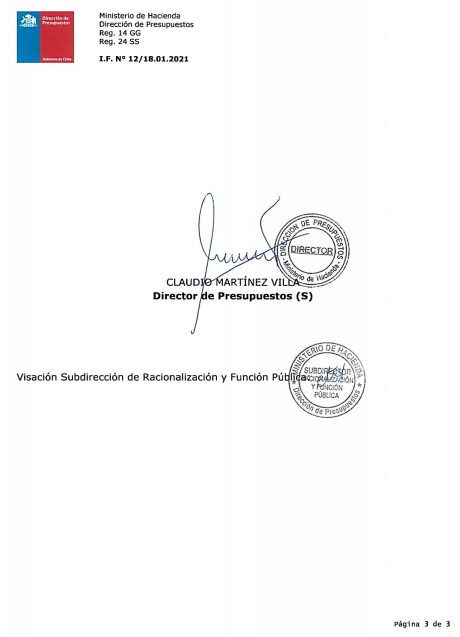 Dirección de
Presupuestos
Gobierno de Chile
Ministerio de Hacienda
Dirección de Presupuestos
Reg. 14 GG
Reg. 24 SS
I.F. N° 12/18.01.2021
DIRECCIÓN DE PRESUPUESTOS
DIRECTOR
- Ministerio de Hacienda -
CLAUDIO MARTÍNEZ VILLA
Director de Presupuestos (S)
Visación Subdirección de Racionalización y Función Pública:
MINISTERIO DE HACIENDA
SUBDIRECTOR
RACIONALIZACIÓN
Y FUNCIÓN
PÚBLICA
Dirección de Presupuestos
Página 3 de 3